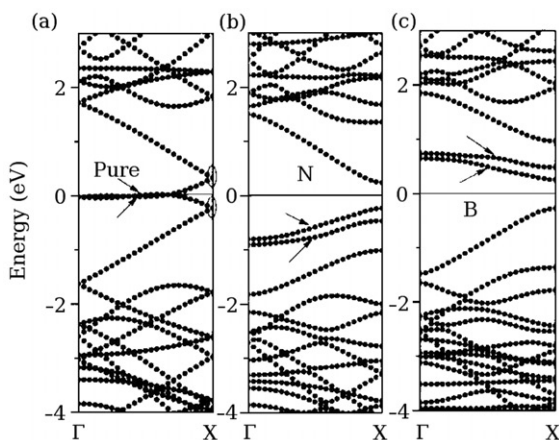 (a) (b) (c)
2 2 2
Pure
0 0 0
N
B
Energy (eV)
−2 −2 −2
−4 −4 −4
Γ X Γ X Γ X